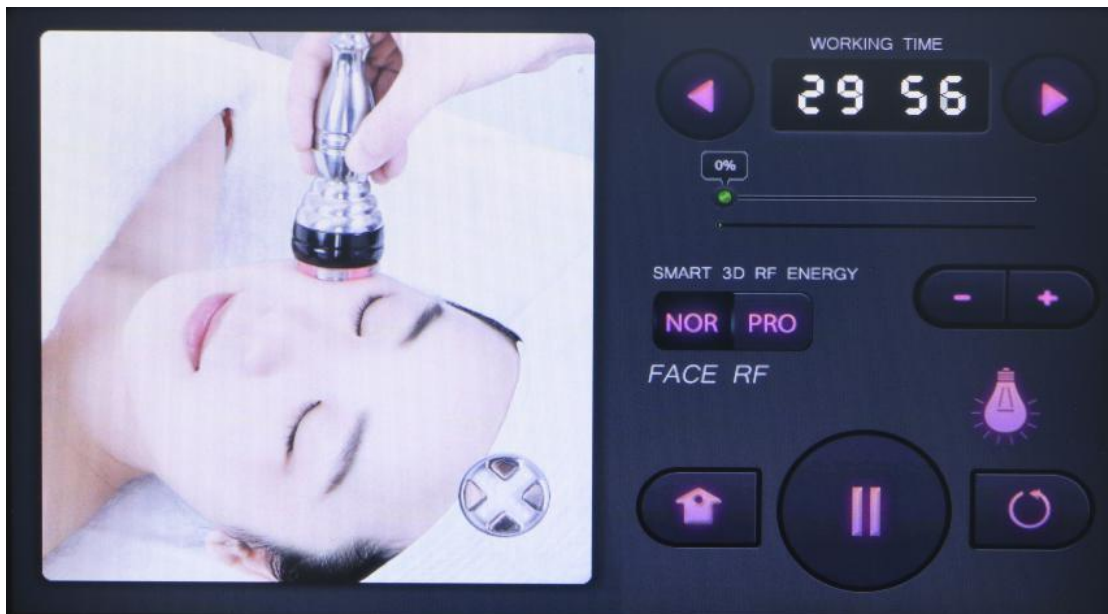 WORKING TIME
29 56
0%
SMART 3D RF ENERGY
- +
NOR PRO
FACE RF